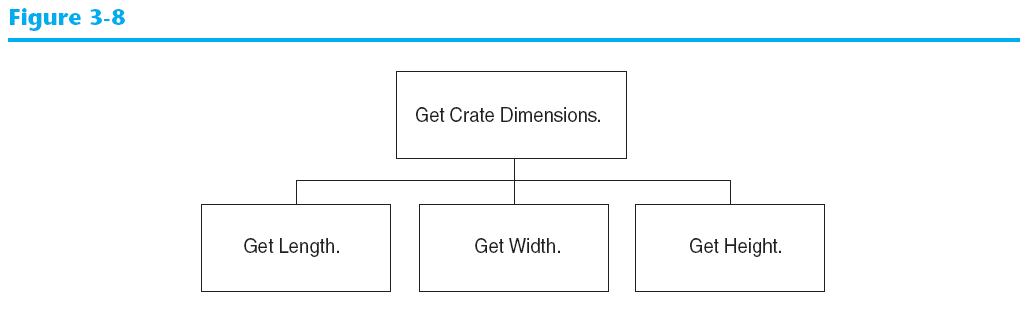 Figure 3-8
Get Crate Dimensions.
Get Length.
Get Width.
Get Height.